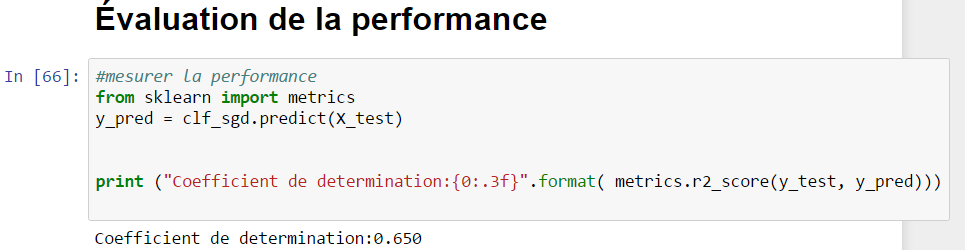 Évaluation de la performance
In [66]: #mesurer la performance
from sklearn import metrics
y_pred = clf_sgd.predict(X_test)
print ("Coefficient de determination:{0:.3f}".format( metrics.r2_score(y_test, y_pred)))
Coefficient de determination:0.650